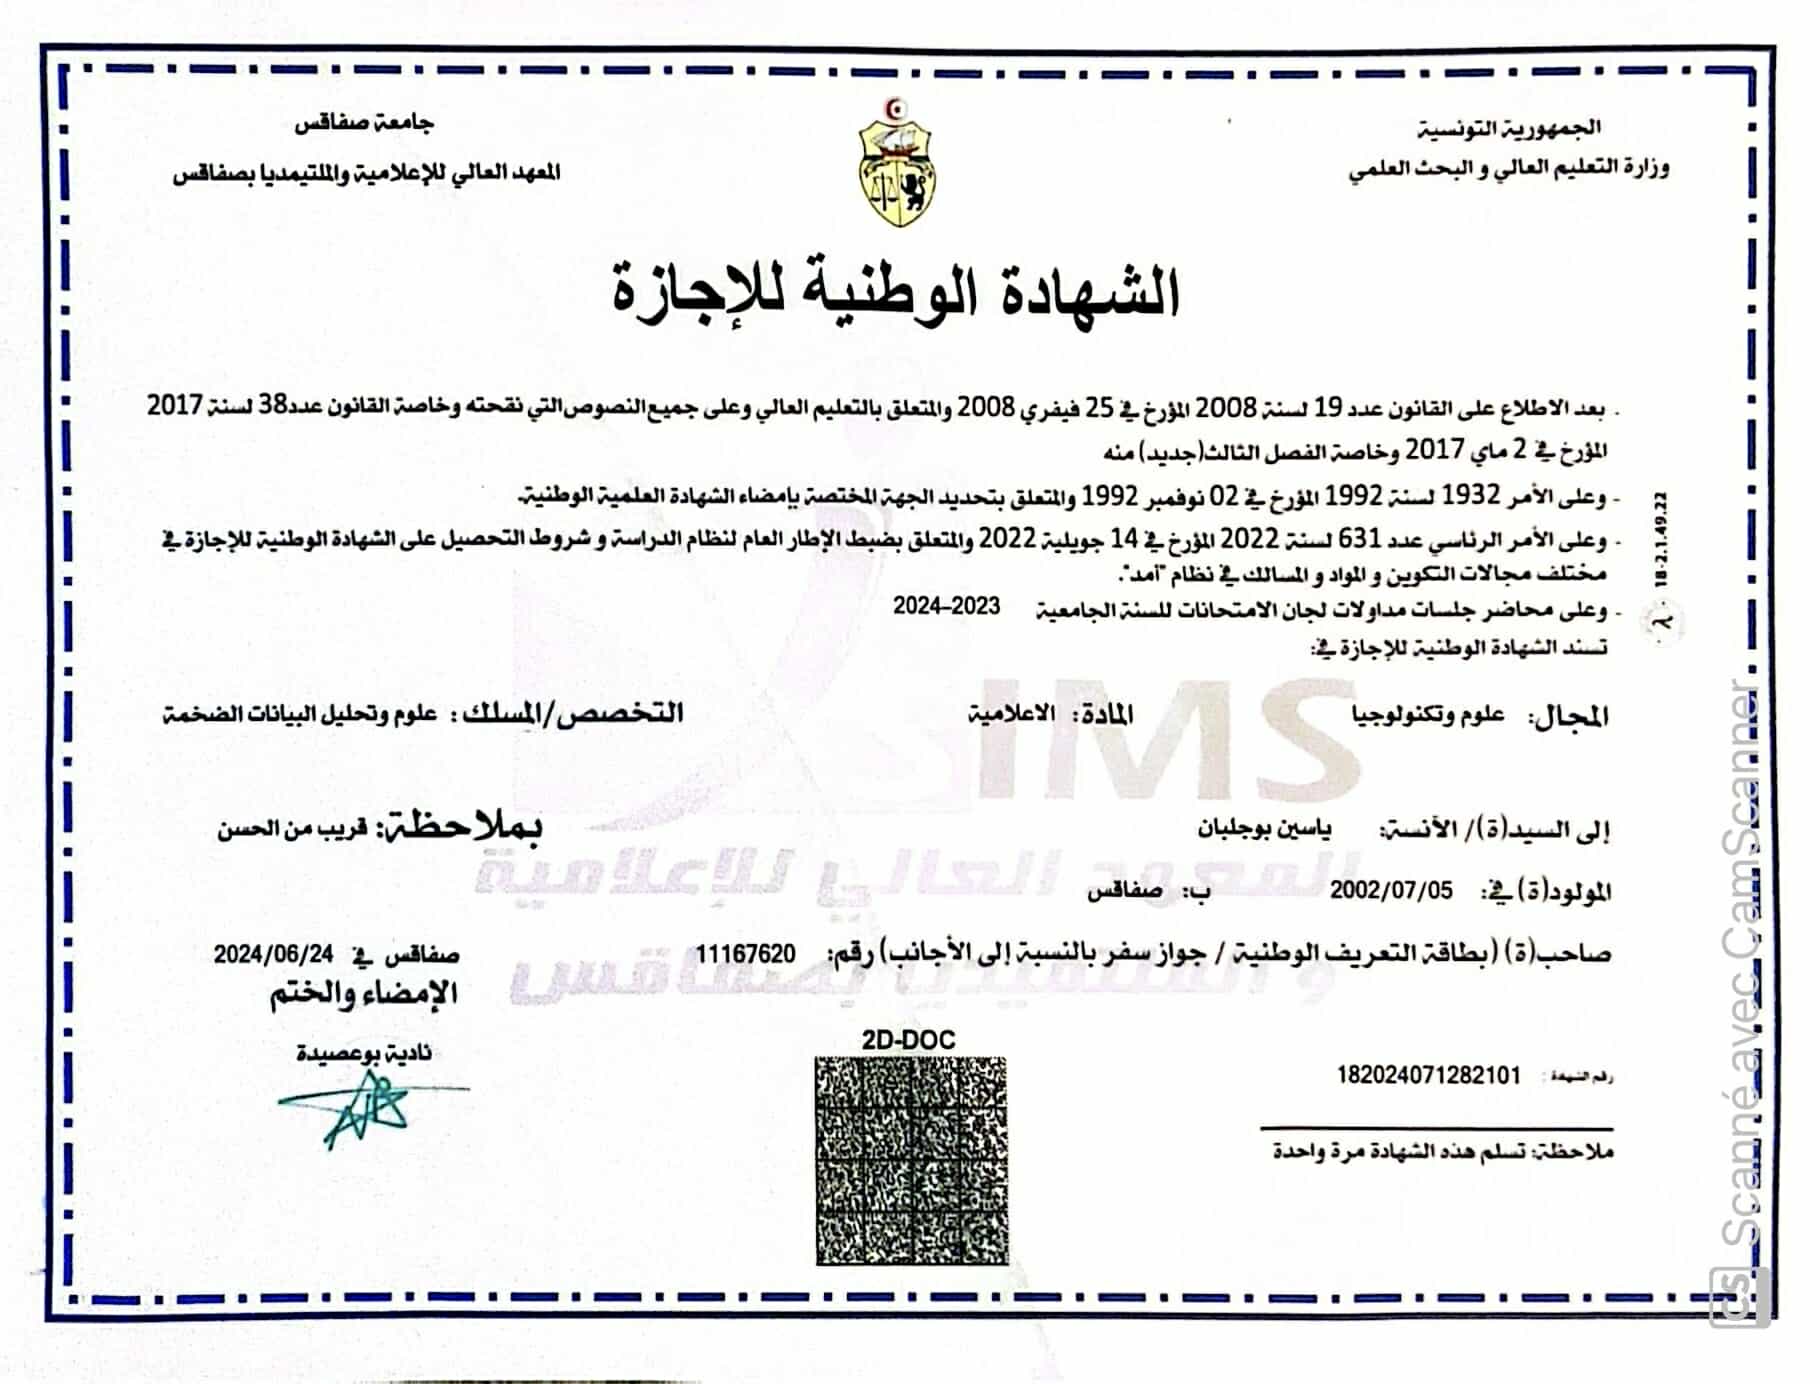 الجمهورية التونسية
وزارة التعليم العالي و البحث العلمي
جامعة صفاقس
المعهد العالي للإعلامية والملتيمديا بصفاقس
الشهادة الوطنية للإجازة
- بعد الاطلاع على القانون عدد 19 لسنة 2008 المؤرخ في 25 فيفري 2008 والمتعلق بالتعليم العالي وعلى جميع النصوص التي نقحته وخاصة القانون عدد38 لسنة 2017
المؤرخ في 2 ماي 2017 وخاصة الفصل الثالث(جديد) منه
- وعلى الأمر 1932 لسنة 1992 المؤرخ في 02 نوفمبر 1992 والمتعلق بتحديد الجهة المختصة بإمضاء الشهادة العلمية الوطنية.
- وعلى الأمر الرئاسي عدد 631 لسنة 2022 المؤرخ في 14 جويلية 2022 والمتعلق بضبط الإطار العام لنظام الدراسة و شروط التحصيل على الشهادة الوطنية للإجازة في
مختلف مجالات التكوين و المواد و المسالك في نظام "أمد".
- وعلى محاضر جلسات مداولات لجان الامتحانات للسنة الجامعية 2023-2024
تسند الشهادة الوطنية للإجازة في:
18-2.1.49.22
المجال: علوم وتكنولوجيا المادة: الاعلامية التخصص/المسلك: علوم وتحليل البيانات الضخمة
إلى السيد(ة)/ الآنسة: ياسين بوجلبان بملاحظة: قريب من الحسن
المولود(ة) في: 2002/07/05 ب: صفاقس
صاحب(ة) (بطاقة التعريف الوطنية / جواز سفر بالنسبة إلى الأجانب) رقم: 11167620
صفاقس في 2024/06/24
الإمضاء والختم
نادية بوعصيدة
2D-DOC
رقم الشهادة: 182024071282101
ملاحظة: تسلم هذه الشهادة مرة واحدة
IMS
المعهد العالي للإعلامية
و الملتميديا بصفاقس
CS Scanné avec CamScanner